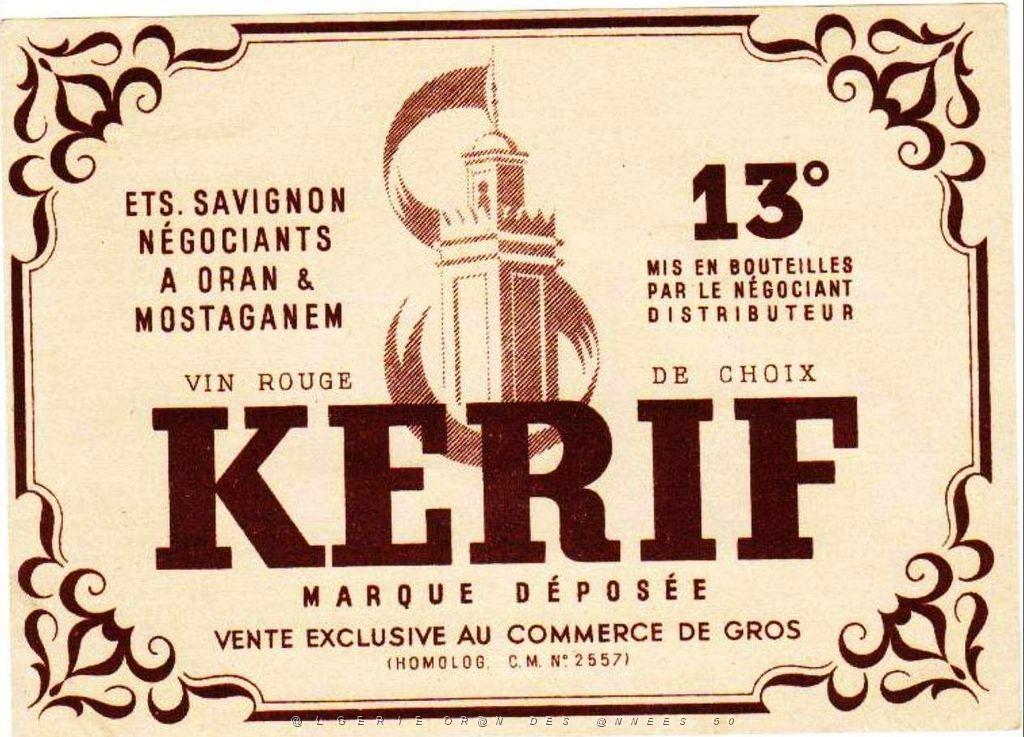 ETS. SAVIGNON
NÉGOCIANTS
A ORAN &
MOSTAGANEM
13°
MIS EN BOUTEILLES
PAR LE NÉGOCIANT
DISTRIBUTEUR
VIN ROUGE DE CHOIX
KERIF
MARQUE DÉPOSÉE
VENTE EXCLUSIVE AU COMMERCE DE GROS
(HOMOLOG. C.M. N° 2557)
@LGERIE OR@N DES @NNEES 50